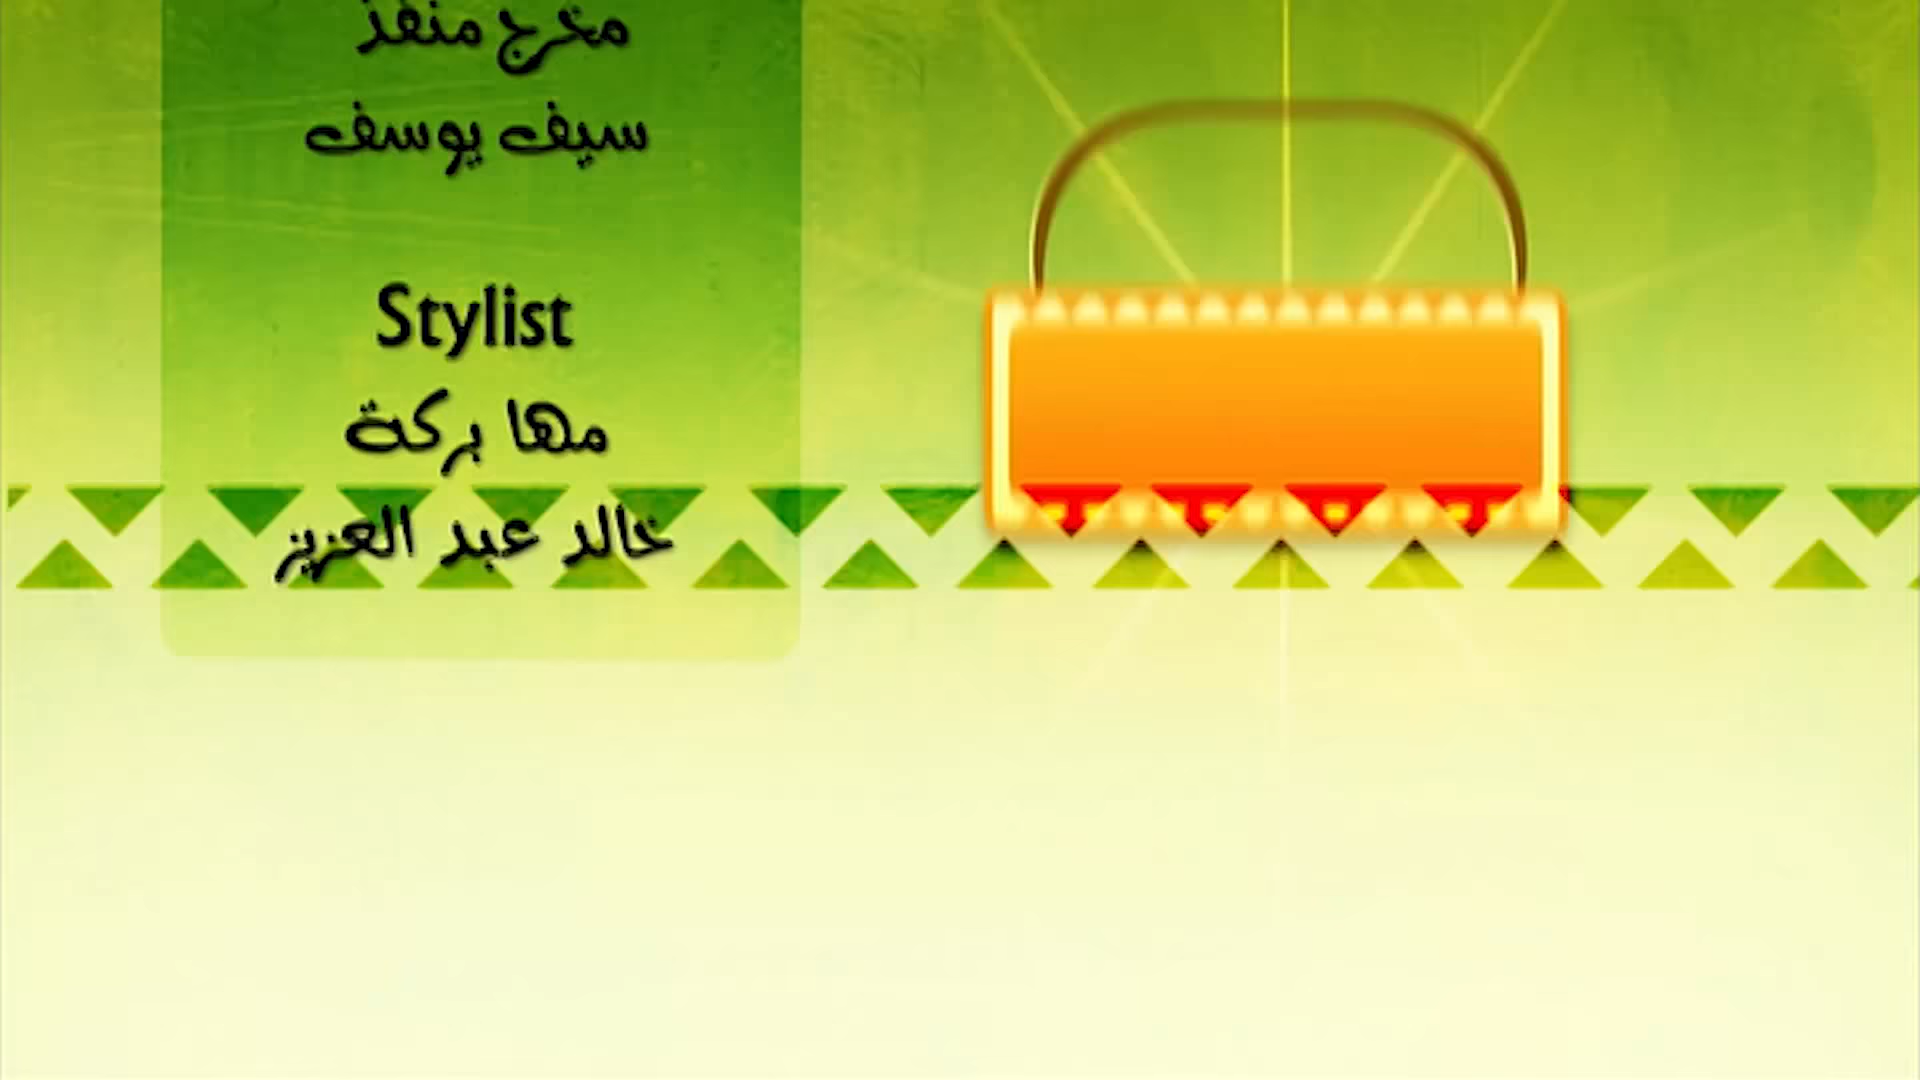 مخرج منفذ
سيف يوسف
Stylist
مها بركة
خالد عبد العزيز